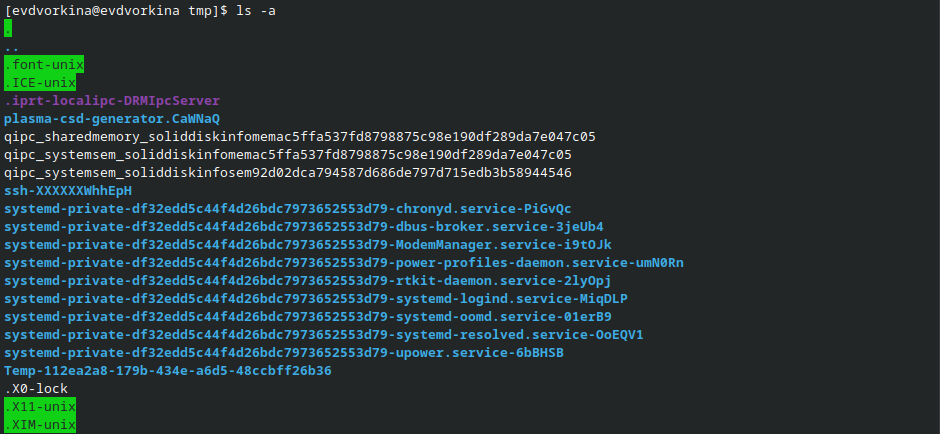 [evdvorkina@evdvorkina tmp]$ ls -a
.
..
.font-unix
.ICE-unix
.iprt-localipc-DRMIpcServer
plasma-csd-generator.CaWNaQ
qipc_sharedmemory_soliddiskinfomemac5ffa537fd8798875c98e190df289da7e047c05
qipc_systemsem_soliddiskinfomemac5ffa537fd8798875c98e190df289da7e047c05
qipc_systemsem_soliddiskinfosem92d02dca794587d686de797d715edb3b58944546
ssh-XXXXXXWhhEpH
systemd-private-df32edd5c44f4d26bdc7973652553d79-chronyd.service-PiGvQc
systemd-private-df32edd5c44f4d26bdc7973652553d79-dbus-broker.service-3jeUb4
systemd-private-df32edd5c44f4d26bdc7973652553d79-ModemManager.service-i9tOJk
systemd-private-df32edd5c44f4d26bdc7973652553d79-power-profiles-daemon.service-umN0Rn
systemd-private-df32edd5c44f4d26bdc7973652553d79-rtkit-daemon.service-2lyOpj
systemd-private-df32edd5c44f4d26bdc7973652553d79-systemd-logind.service-MiqDLP
systemd-private-df32edd5c44f4d26bdc7973652553d79-systemd-oomd.service-01erB9
systemd-private-df32edd5c44f4d26bdc7973652553d79-systemd-resolved.service-OoEQV1
systemd-private-df32edd5c44f4d26bdc7973652553d79-upower.service-6bBHSB
Temp-112ea2a8-179b-434e-a6d5-48ccbff26b36
.X0-lock
.X11-unix
.XIM-unix